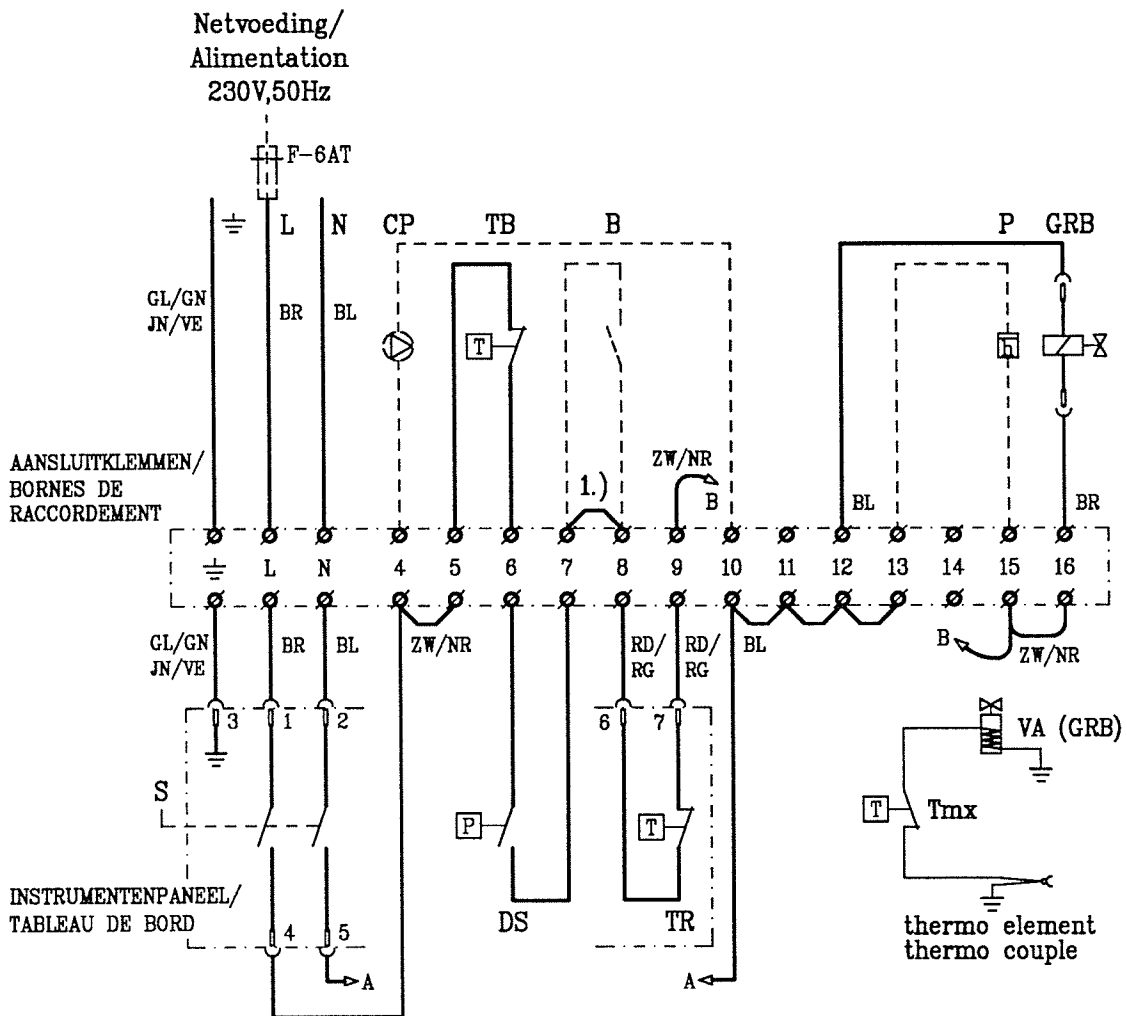 Netvoeding/
Alimentation
230V,50Hz
F-6AT
L N CP TB B P GRB
GL/GN
JN/VE
BR BL
T
h
AANSLUITKLEMMEN/
BORNES DE
RACCORDEMENT
1.)
ZW/NR
B
BL
BR
L N 4 5 6 7 8 9 10 11 12 13 14 15 16
GL/GN
JN/VE
BR BL
ZW/NR
RD/
RG
RD/
RG
BL
B
ZW/NR
3 1 2
6 7
VA (GRB)
S
P
T
T
Tmx
INSTRUMENTENPANEEL/
TABLEAU DE BORD
4 5
DS TR
A
A
thermo element
thermo couple